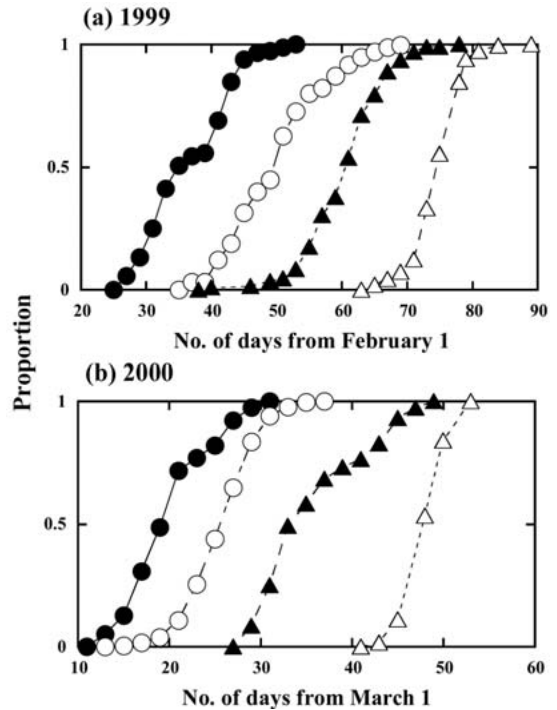 (a) 1999
1
0.5
0
20 30 40 50 60 70 80 90
No. of days from February 1
Proportion
(b) 2000
1
0.5
0
10 20 30 40 50 60
No. of days from March 1